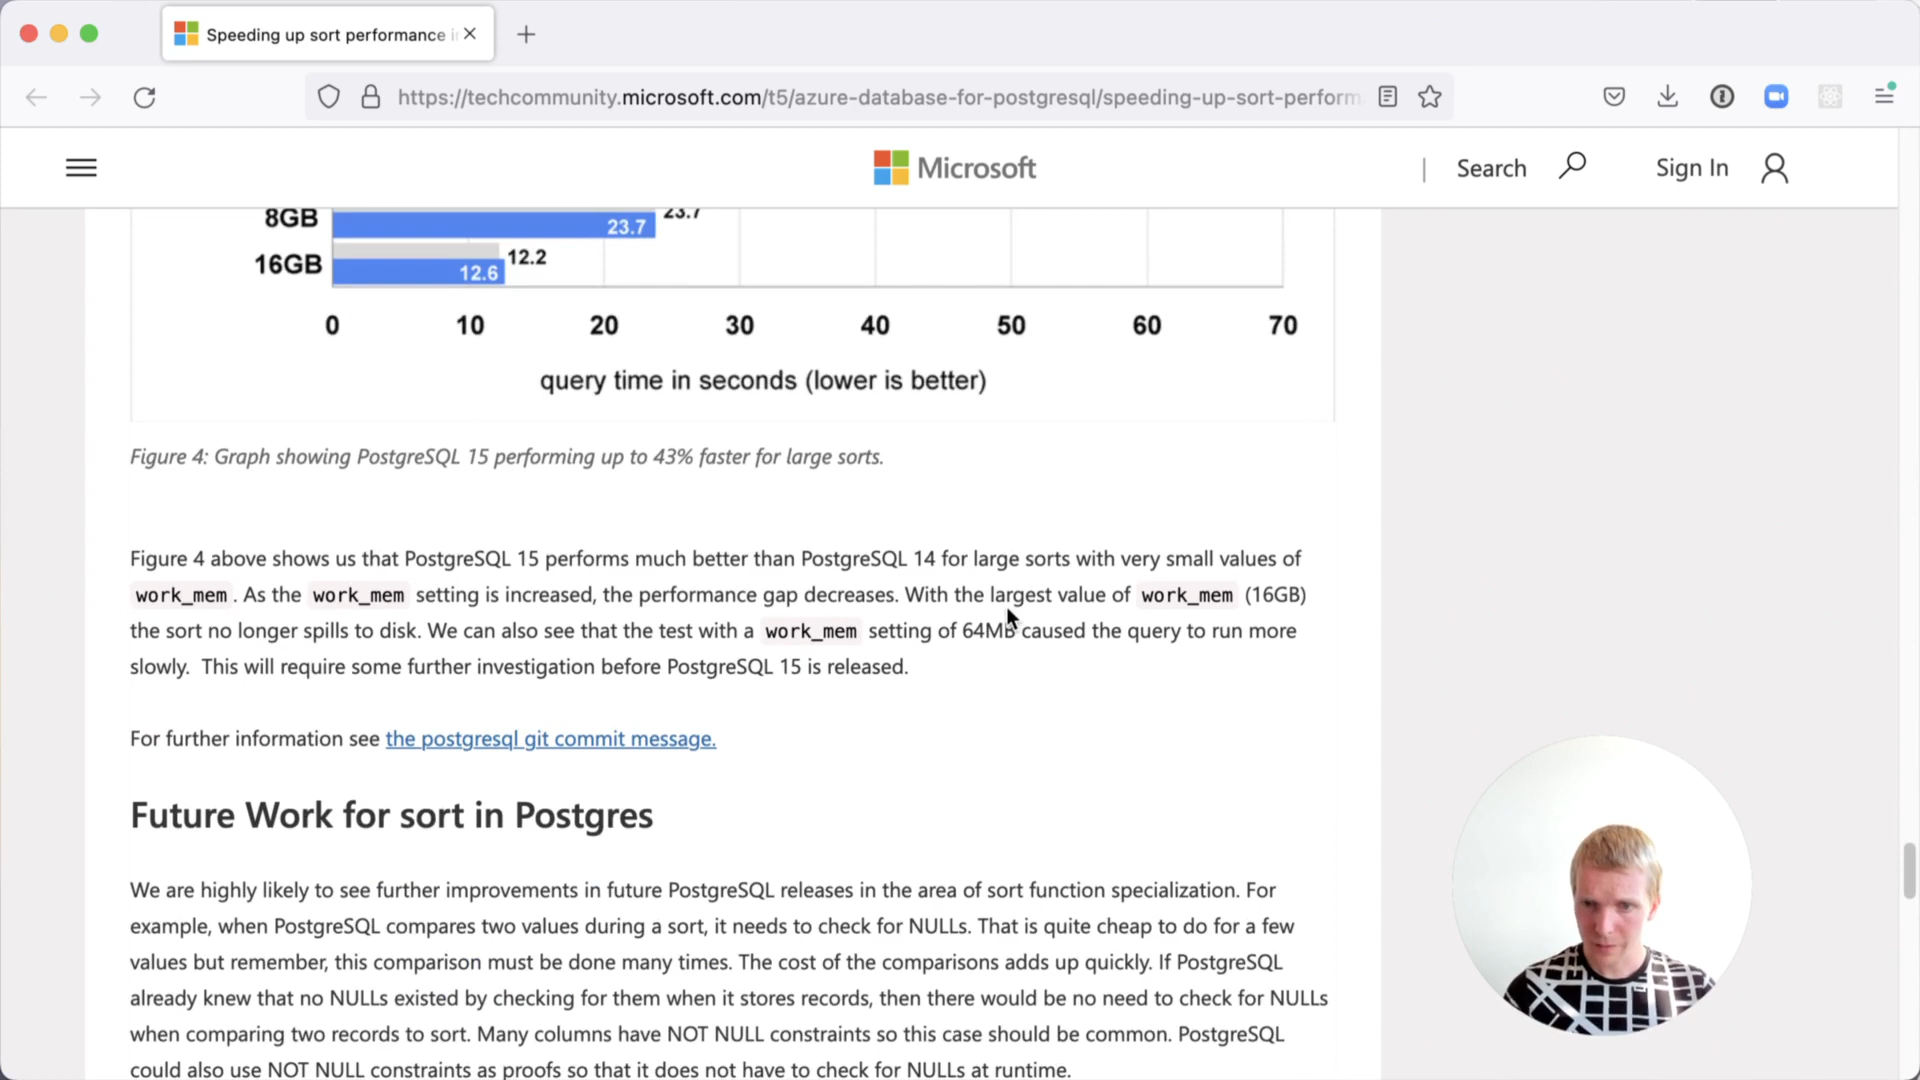 Speeding up sort performance i
https://techcommunity.microsoft.com/t5/azure-database-for-postgresql/speeding-up-sort-perform
Microsoft
Search
Sign In
8GB
23.7
23.7
16GB
12.2
12.6
0 10 20 30 40 50 60 70
query time in seconds (lower is better)
Figure 4: Graph showing PostgreSQL 15 performing up to 43% faster for large sorts.
Figure 4 above shows us that PostgreSQL 15 performs much better than PostgreSQL 14 for large sorts with very small values of
work_mem. As the work_mem setting is increased, the performance gap decreases. With the largest value of work_mem (16GB)
the sort no longer spills to disk. We can also see that the test with a work_mem setting of 64MB caused the query to run more
slowly. This will require some further investigation before PostgreSQL 15 is released.
For further information see the postgresql git commit message.
Future Work for sort in Postgres
We are highly likely to see further improvements in future PostgreSQL releases in the area of sort function specialization. For
example, when PostgreSQL compares two values during a sort, it needs to check for NULLs. That is quite cheap to do for a few
values but remember, this comparison must be done many times. The cost of the comparisons adds up quickly. If PostgreSQL
already knew that no NULLs existed by checking for them when it stores records, then there would be no need to check for NULLs
when comparing two records to sort. Many columns have NOT NULL constraints so this case should be common. PostgreSQL
could also use NOT NULL constraints as proofs so that it does not have to check for NULLs at runtime.